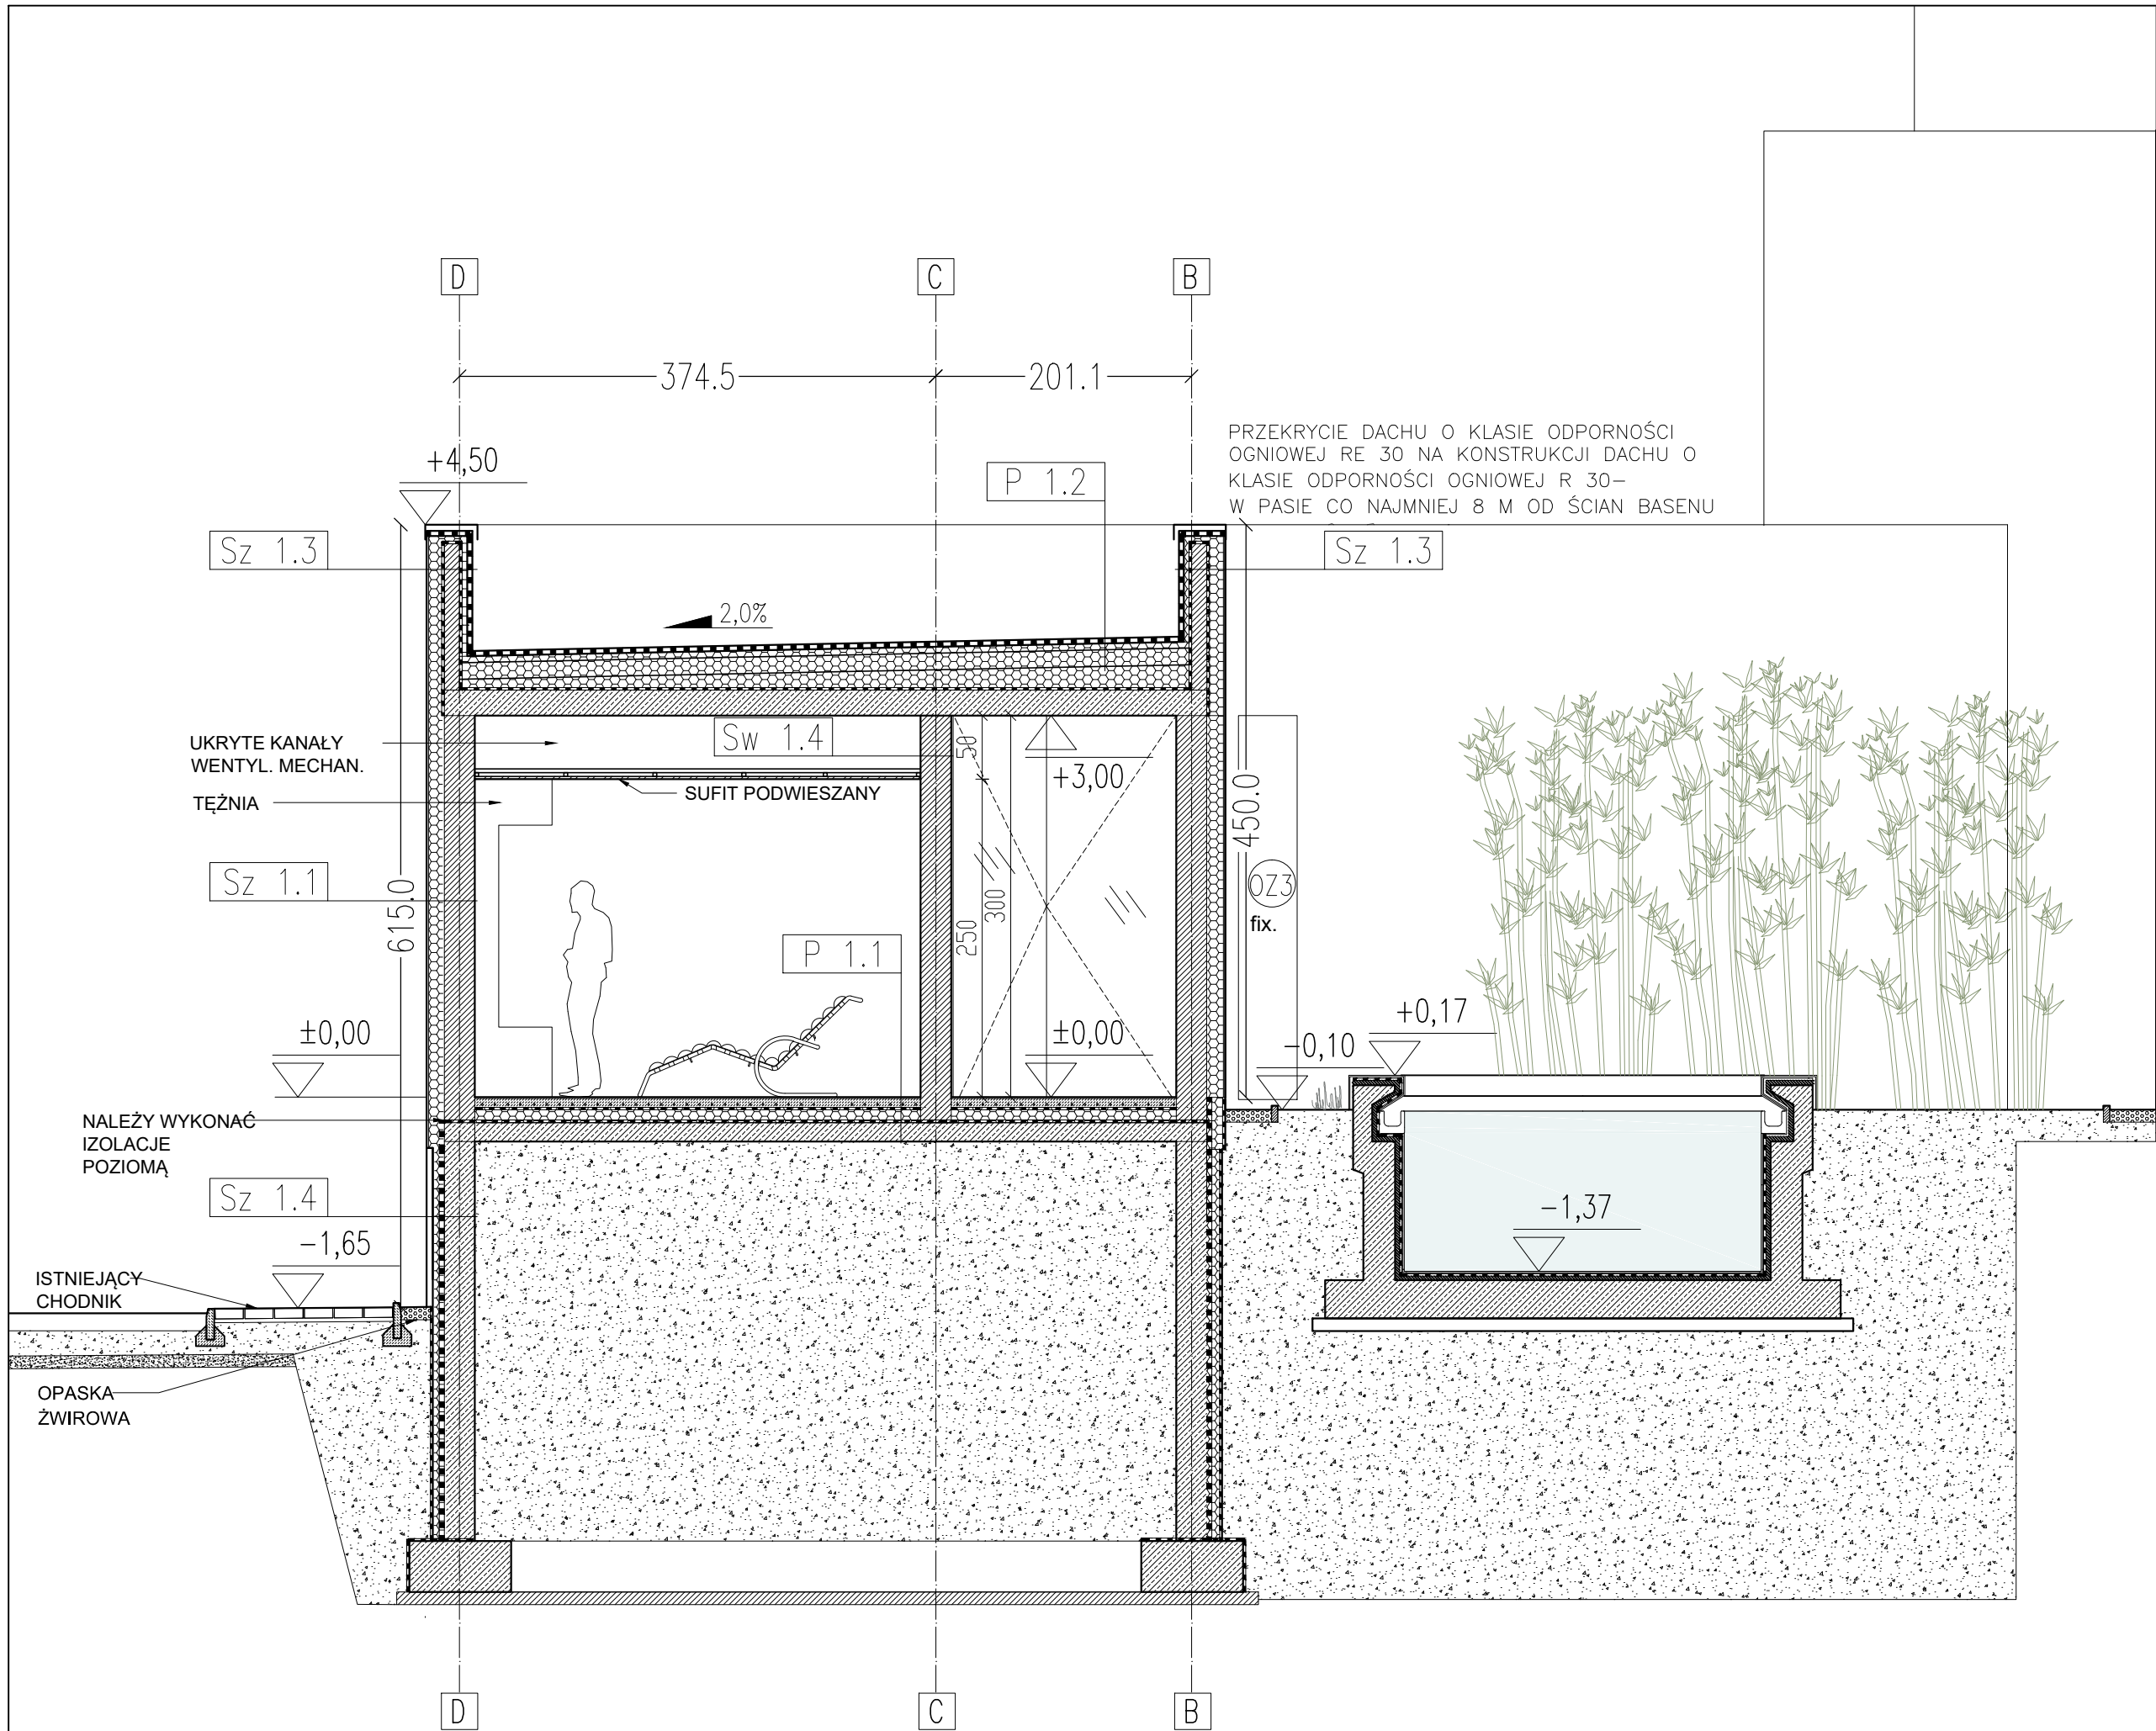 D
C
B
374.5
201.1
PRZEKRYCIE DACHU O KLASIE ODPORNOŚCI
OGNIOWEJ RE 30 NA KONSTRUKCJI DACHU O
KLASIE ODPORNOŚCI OGNIOWEJ R 30–
W PASIE CO NAJMNIEJ 8 M OD ŚCIAN BASENU
+4,50
P 1.2
Sz 1.3
Sz 1.3
2,0%
UKRYTE KANAŁY
WENTYL. MECHAN.
Sw 1.4
50
+3,00
TĘŻNIA
SUFIT PODWIESZANY
450.0
Sz 1.1
615.0
300
250
OZ3
fix.
P 1.1
±0,00
±0,00
-0,10
+0,17
NALEŻY WYKONAĆ
IZOLACJE
POZIOMĄ
Sz 1.4
-1,37
-1,65
ISTNIEJĄCY
CHODNIK
OPASKA
ŻWIROWA
D
C
B